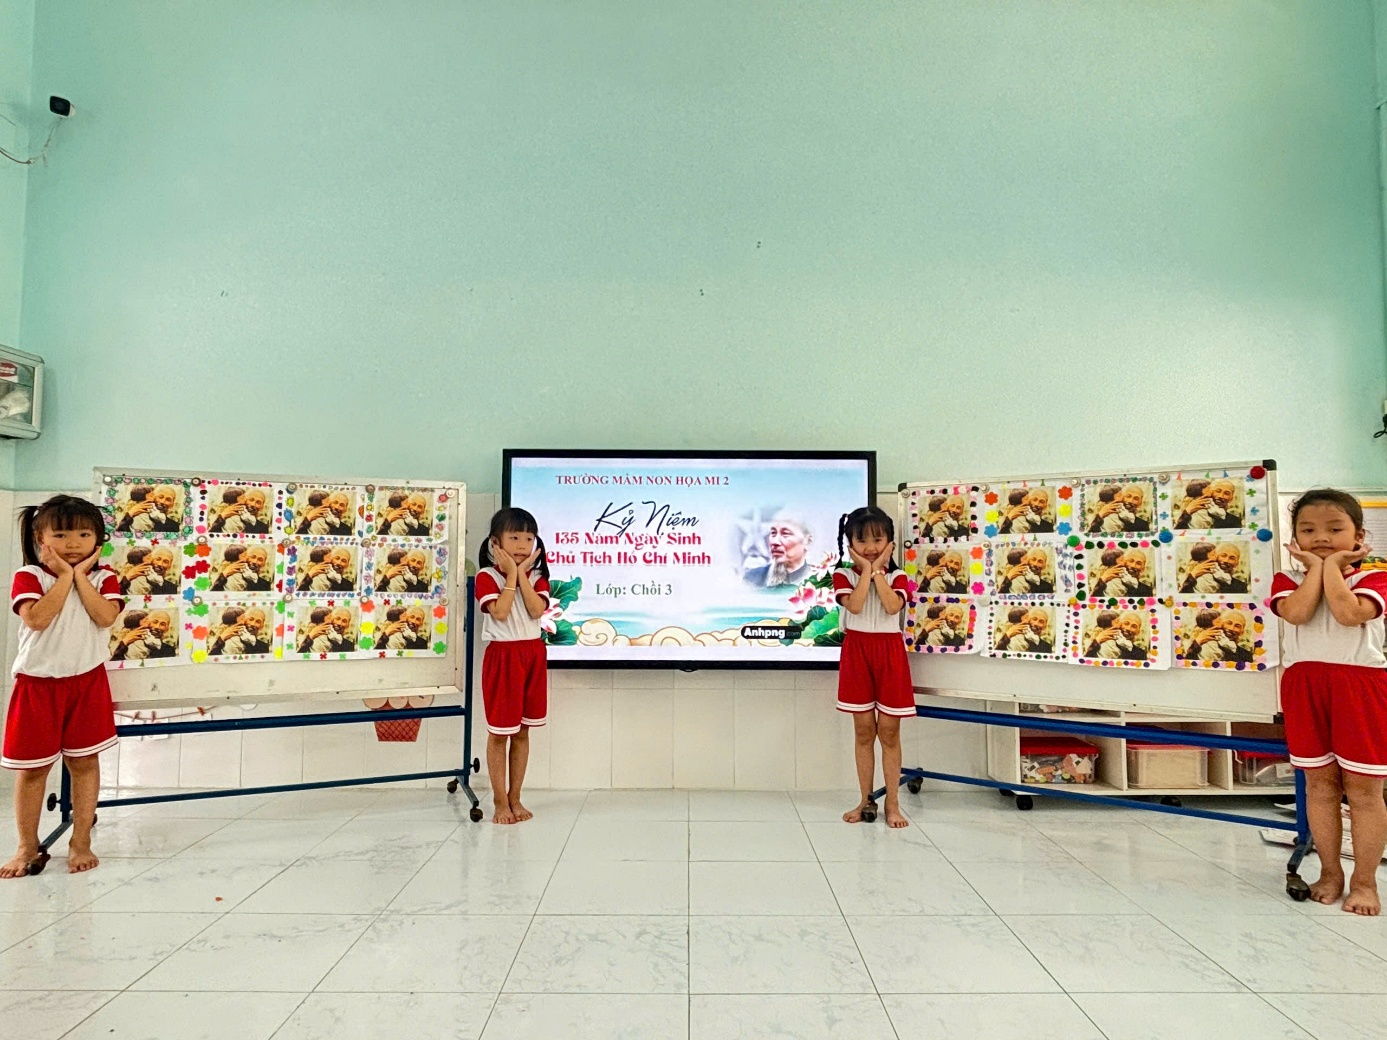 TRƯỜNG MẦM NON HỌA MI 2
Kỷ Niệm
135 Năm Ngày Sinh
Chủ Tịch Hồ Chí Minh
Lớp: Chồi 3
Anhpng.com